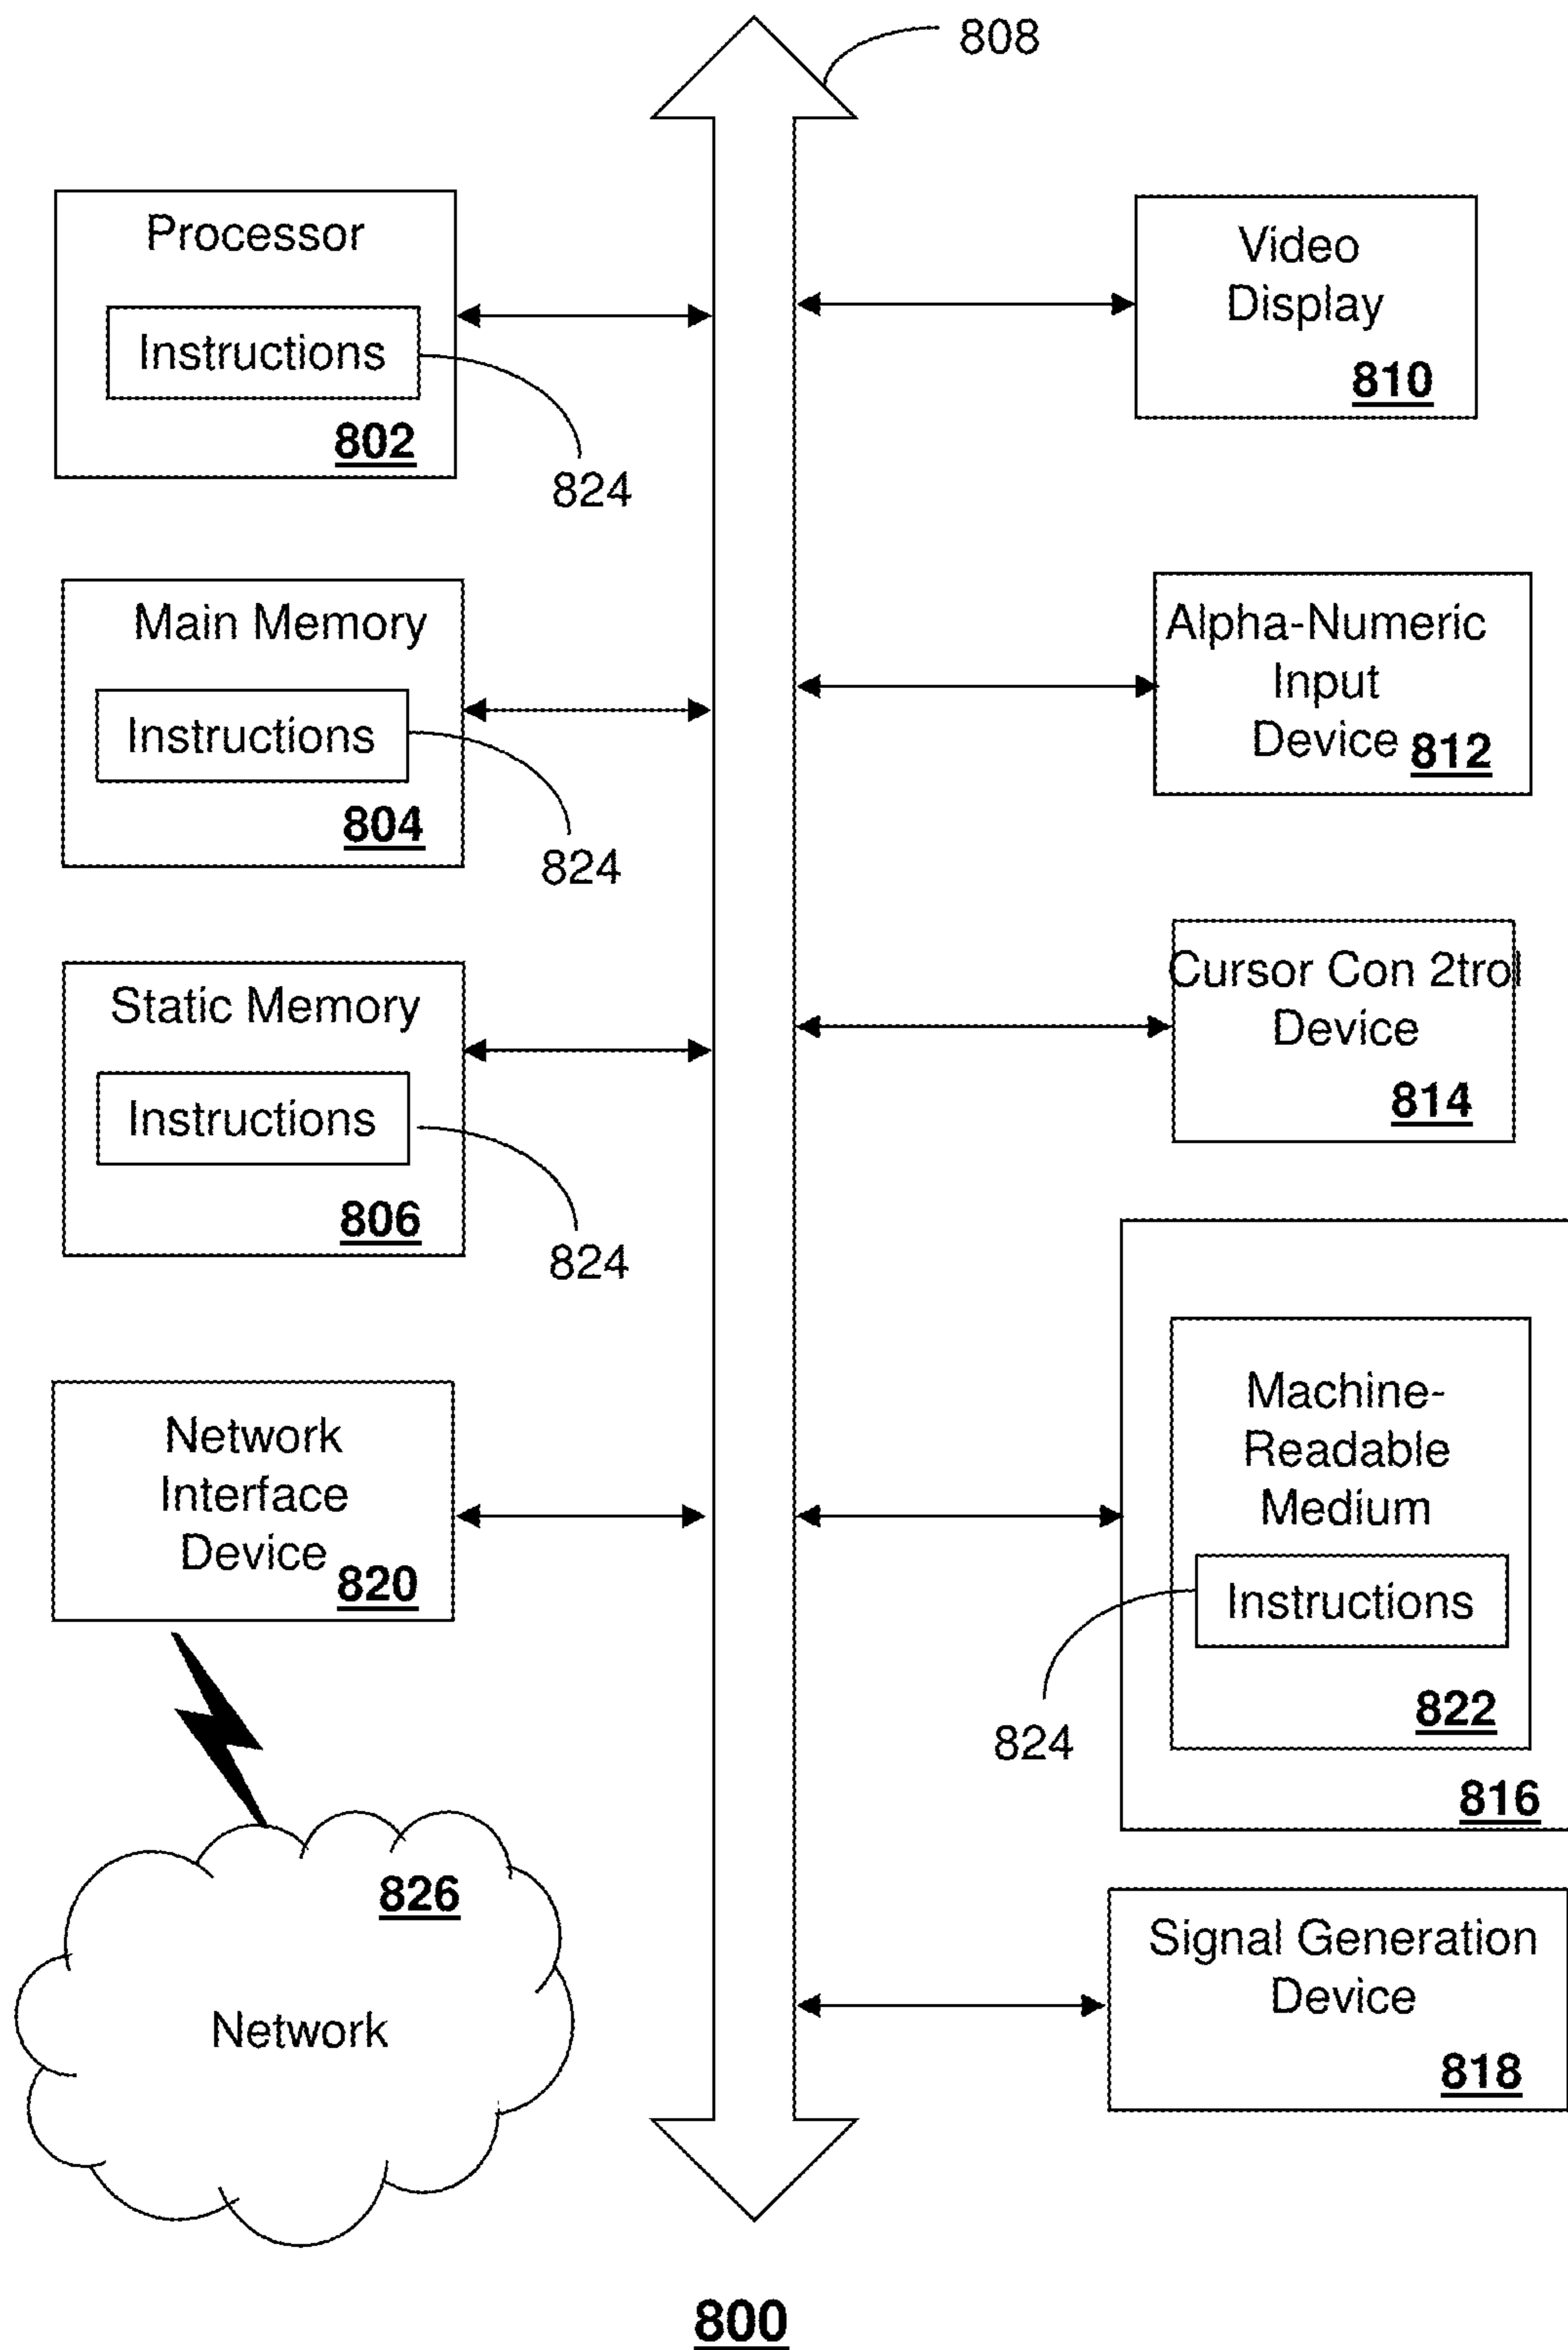 808
Processor
Instructions
802
824
Main Memory
Instructions
804
824
Static Memory
Instructions
806
824
Network
Interface
Device 820
826
Network
Video
Display
810
Alpha-Numeric
Input
Device 812
Cursor Con 2trol
Device
814
Machine-
Readable
Medium
Instructions
822
824
816
Signal Generation
Device
818
800